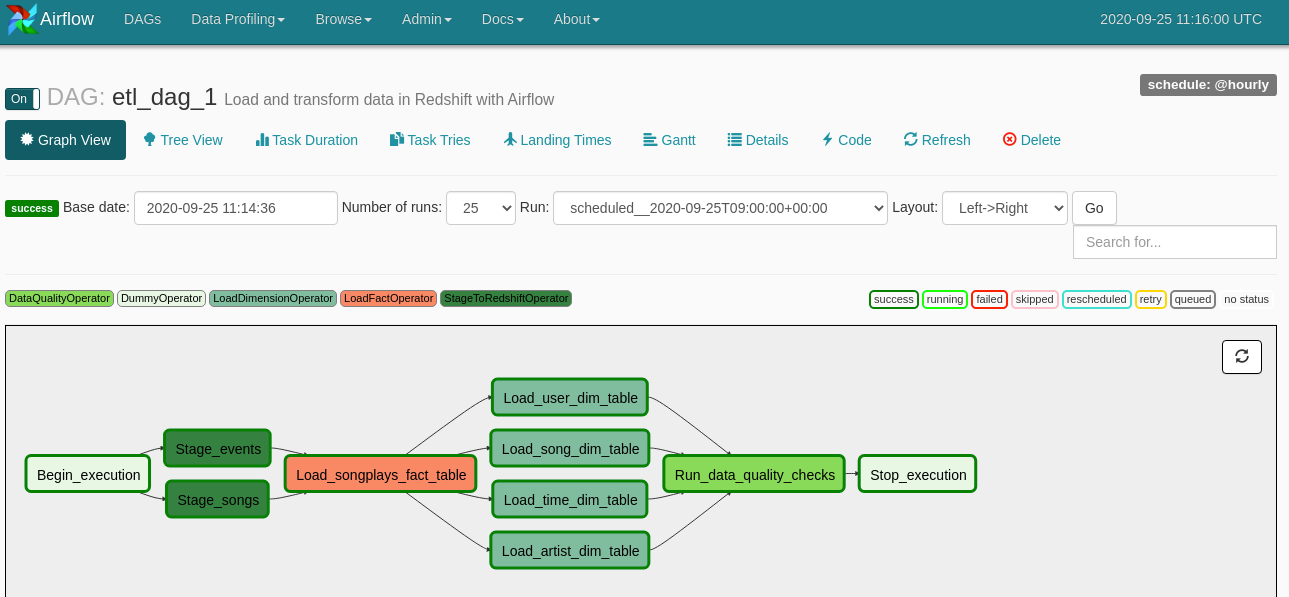 Airflow DAGs Data Profiling Browse Admin Docs About 2020-09-25 11:16:00 UTC
schedule: @hourly
On DAG: etl_dag_1 Load and transform data in Redshift with Airflow
Graph View Tree View Task Duration Task Tries Landing Times Gantt Details Code Refresh Delete
success Base date: 2020-09-25 11:14:36 Number of runs: 25 Run: scheduled__2020-09-25T09:00:00+00:00 Layout: Left->Right Go
Search for...
DataQualityOperator DummyOperator LoadDimensionOperator LoadFactOperator StageToRedshiftOperator success running failed skipped rescheduled retry queued no status
Load_user_dim_table
Stage_events Load_song_dim_table
Begin_execution Load_songplays_fact_table Run_data_quality_checks Stop_execution
Stage_songs Load_time_dim_table
Load_artist_dim_table